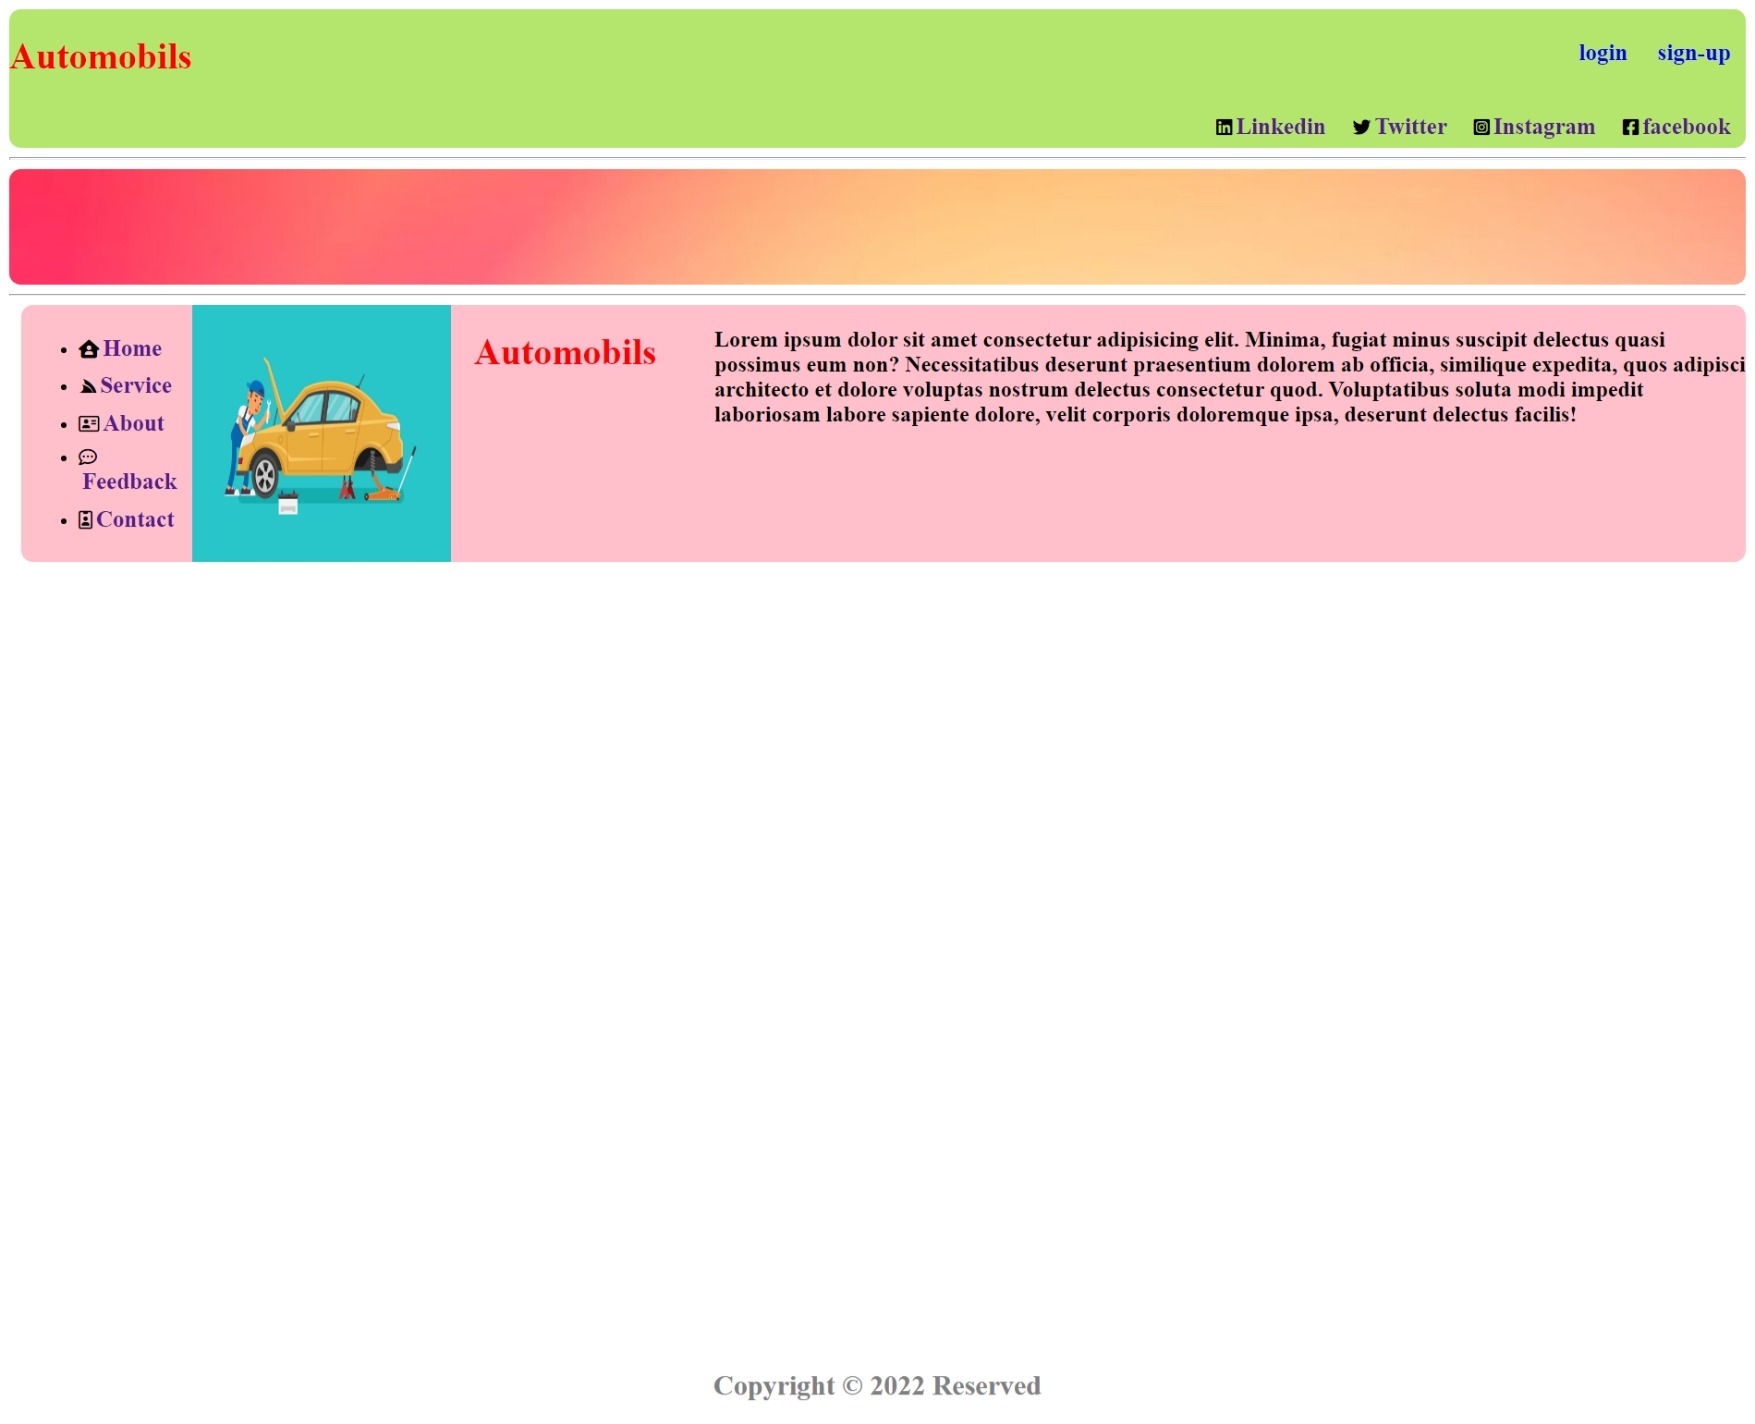 Automobils
login sign-up
Linkedin Twitter Instagram facebook
Home
Service
About
Feedback
Contact
Automobils
Lorem ipsum dolor sit amet consectetur adipisicing elit. Minima, fugiat minus suscipit delectus quasi
possimus eum non? Necessitatibus deserunt praesentium dolorem ab officia, similique expedita, quos adipisci
architecto et dolore voluptas nostrum delectus consectetur quod. Voluptatibus soluta modi impedit
laboriosam labore sapiente dolore, velit corporis doloremque ipsa, deserunt delectus facilis!
Copyright © 2022 Reserved